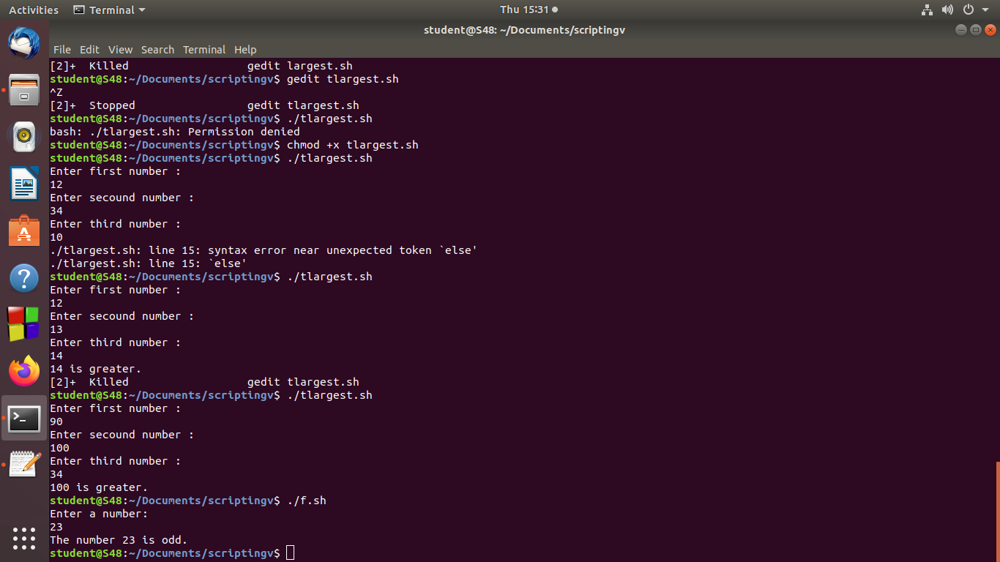 Activities Terminal Thu 15:31
student@S48: ~/Documents/scriptingv
File Edit View Search Terminal Help
[2]+  Killed                  gedit largest.sh
student@S48:~/Documents/scriptingv$ gedit tlargest.sh
^Z
[2]+  Stopped                 gedit tlargest.sh
student@S48:~/Documents/scriptingv$ ./tlargest.sh
bash: ./tlargest.sh: Permission denied
student@S48:~/Documents/scriptingv$ chmod +x tlargest.sh
student@S48:~/Documents/scriptingv$ ./tlargest.sh
Enter first number :
12
Enter secound number :
34
Enter third number :
10
./tlargest.sh: line 15: syntax error near unexpected token `else'
./tlargest.sh: line 15: `else'
student@S48:~/Documents/scriptingv$ ./tlargest.sh
Enter first number :
12
Enter secound number :
13
Enter third number :
14
14 is greater.
[2]+  Killed                  gedit tlargest.sh
student@S48:~/Documents/scriptingv$ ./tlargest.sh
Enter first number :
90
Enter secound number :
100
Enter third number :
34
100 is greater.
student@S48:~/Documents/scriptingv$ ./f.sh
Enter a number:
23
The number 23 is odd.
student@S48:~/Documents/scriptingv$